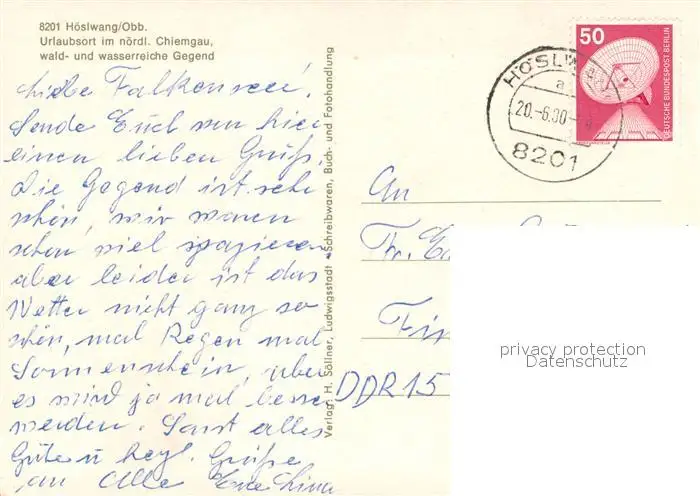 8201 Höslwang/Obb.
Urlaubsort im nördl. Chiemgau,
wald- und wasserreiche Gegend
Liebe Falkensee!
Sende Euch von hier
einen lieben Gruß.
Die Gegend ist sehr
schön, wir waren
schon viel spazieren
aber leider ist das
Wetter nicht ganz so
schön, mal Regen mal
Sonnenschein, aber
es wird ja mal besser
werden. Sonst alles
Gute u hzgl. Grüße
an Alle Eure
Verlag: H. Söllner, Ludwigsstadt Schreibwaren, Buch- und Fotohandlung
50
DEUTSCHE BUNDESPOST BERLIN
HÖSLW
a
20.-6.80
8201
An
Fr.
DDR 15
privacy protection
Datenschutz